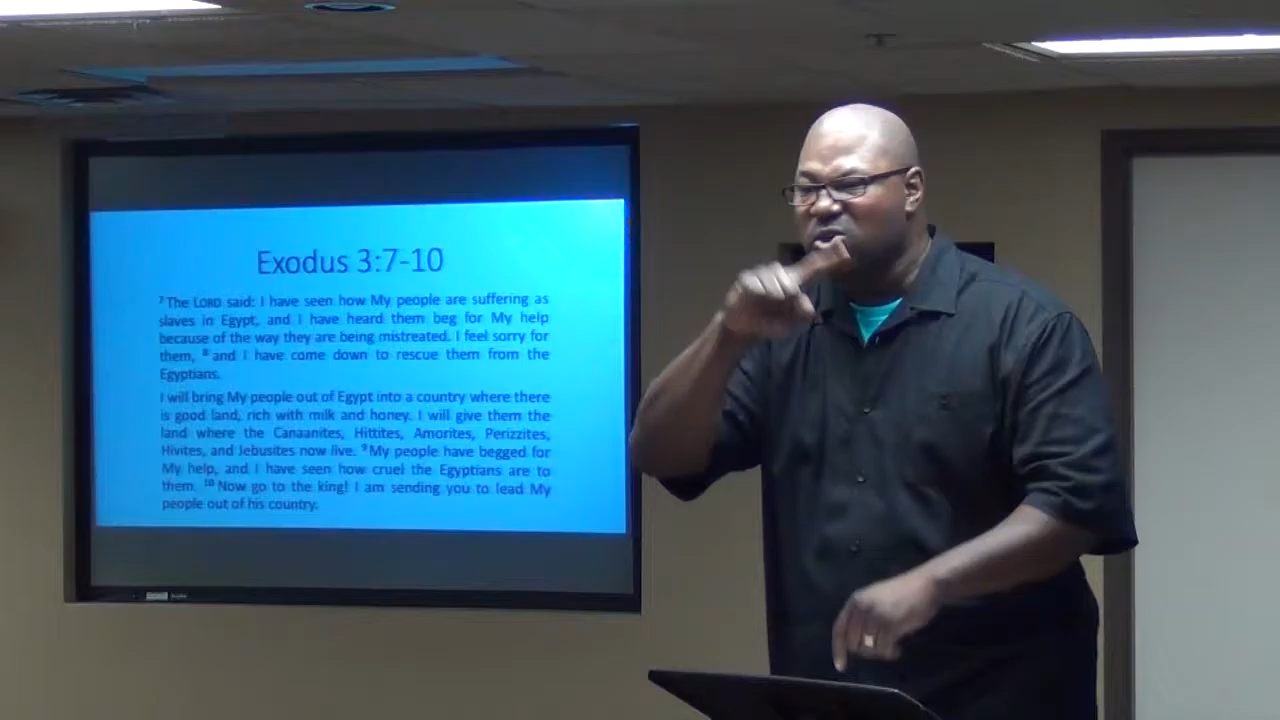 Exodus 3:7-10
⁷ The LORD said: I have seen how My people are suffering as
slaves in Egypt, and I have heard them beg for My help
because of the way they are being mistreated. I feel sorry for
them, ⁸ and I have come down to rescue them from the
Egyptians.
I will bring My people out of Egypt into a country where there
is good land, rich with milk and honey. I will give them the
land where the Canaanites, Hittites, Amorites, Perizzites,
Hivites, and Jebusites now live. ⁹ My people have begged for
My help, and I have seen how cruel the Egyptians are to
them. ¹⁰ Now go to the king! I am sending you to lead My
people out of his country.